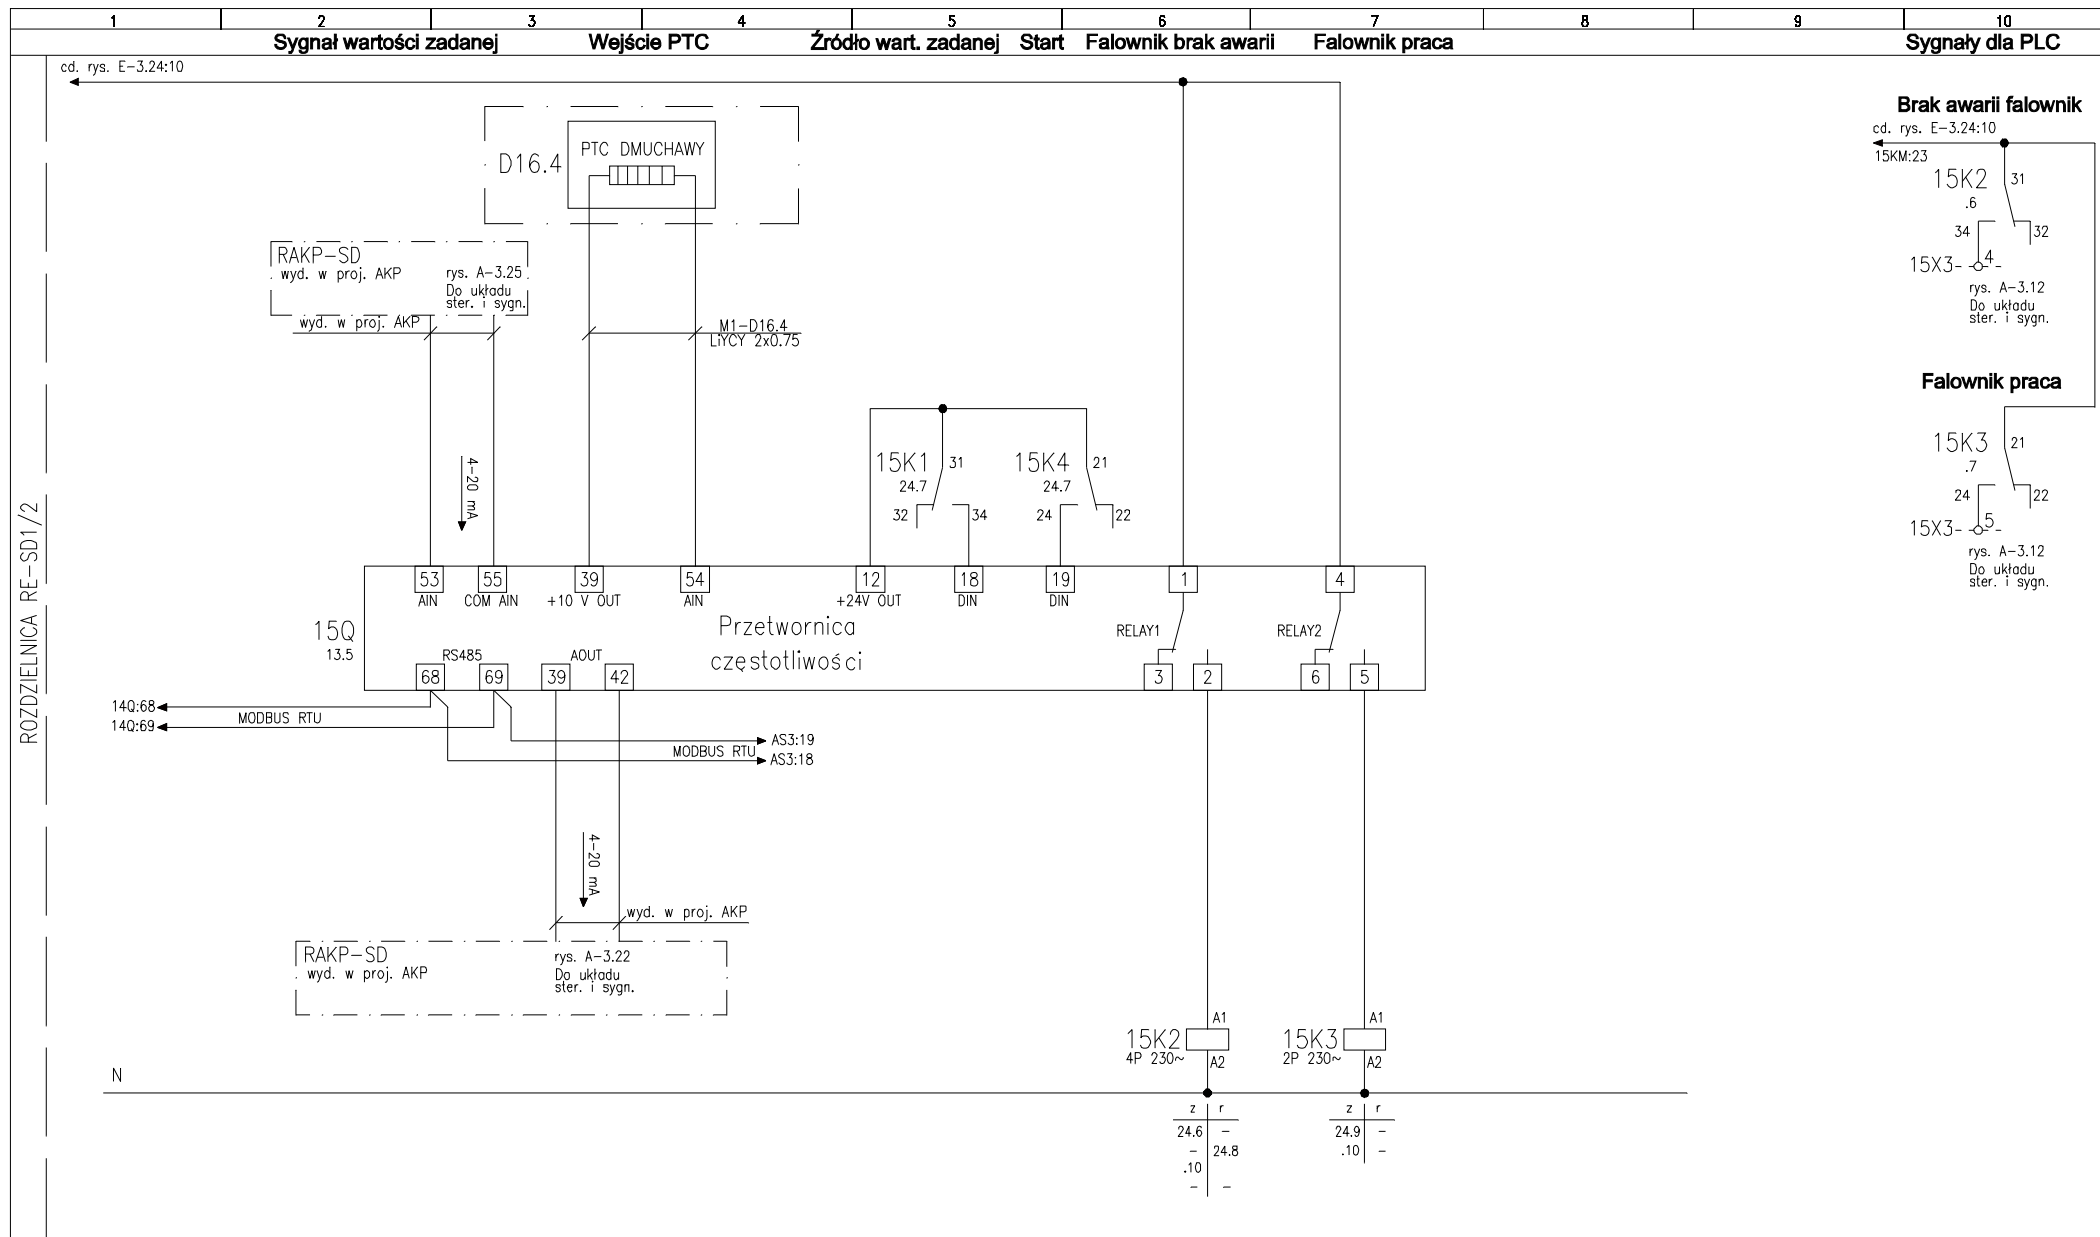 1 2 3 4 5 6 7 8 9 10
Sygnał wartości zadanej Wejście PTC Źródło wart. zadanej Start Falownik brak awarii Falownik praca Sygnały dla PLC
cd. rys. E-3.24:10
Brak awarii falownik
cd. rys. E-3.24:10
15KM:23
15K2 31
.6
34 32
15X3- 4
rys. A-3.12
Do układu
ster. i sygn.
Falownik praca
15K3 21
.7
24 22
15X3- 5
rys. A-3.12
Do układu
ster. i sygn.
D16.4
PTC DMUCHAWY
RAKP-SD
wyd. w proj. AKP
rys. A-3.25
Do układu
ster. i sygn.
wyd. w proj. AKP
M1-D16.4
LiYCY 2x0.75
4-20 mA
15K1 31
24.7
32 34
15K4 21
24.7
24 22
ROZDZIELNICA RE-SD1/2
53 55 39 54 12 18 19 1 4
AIN COM AIN +10 V OUT AIN +24V OUT DIN DIN
15Q
13.5
Przetwornica
częstotliwości
RELAY1 RELAY2
RS485 AOUT
68 69 39 42 3 2 6 5
14Q:68
14Q:69
MODBUS RTU
AS3:19
MODBUS RTU
AS3:18
4-20 mA
wyd. w proj. AKP
RAKP-SD
wyd. w proj. AKP
rys. A-3.22
Do układu
ster. i sygn.
A1
15K2
4P 230~
A2
A1
15K3
2P 230~
A2
N
z r
24.6 -
- 24.8
.10
- -
z r
24.9 -
.10 -